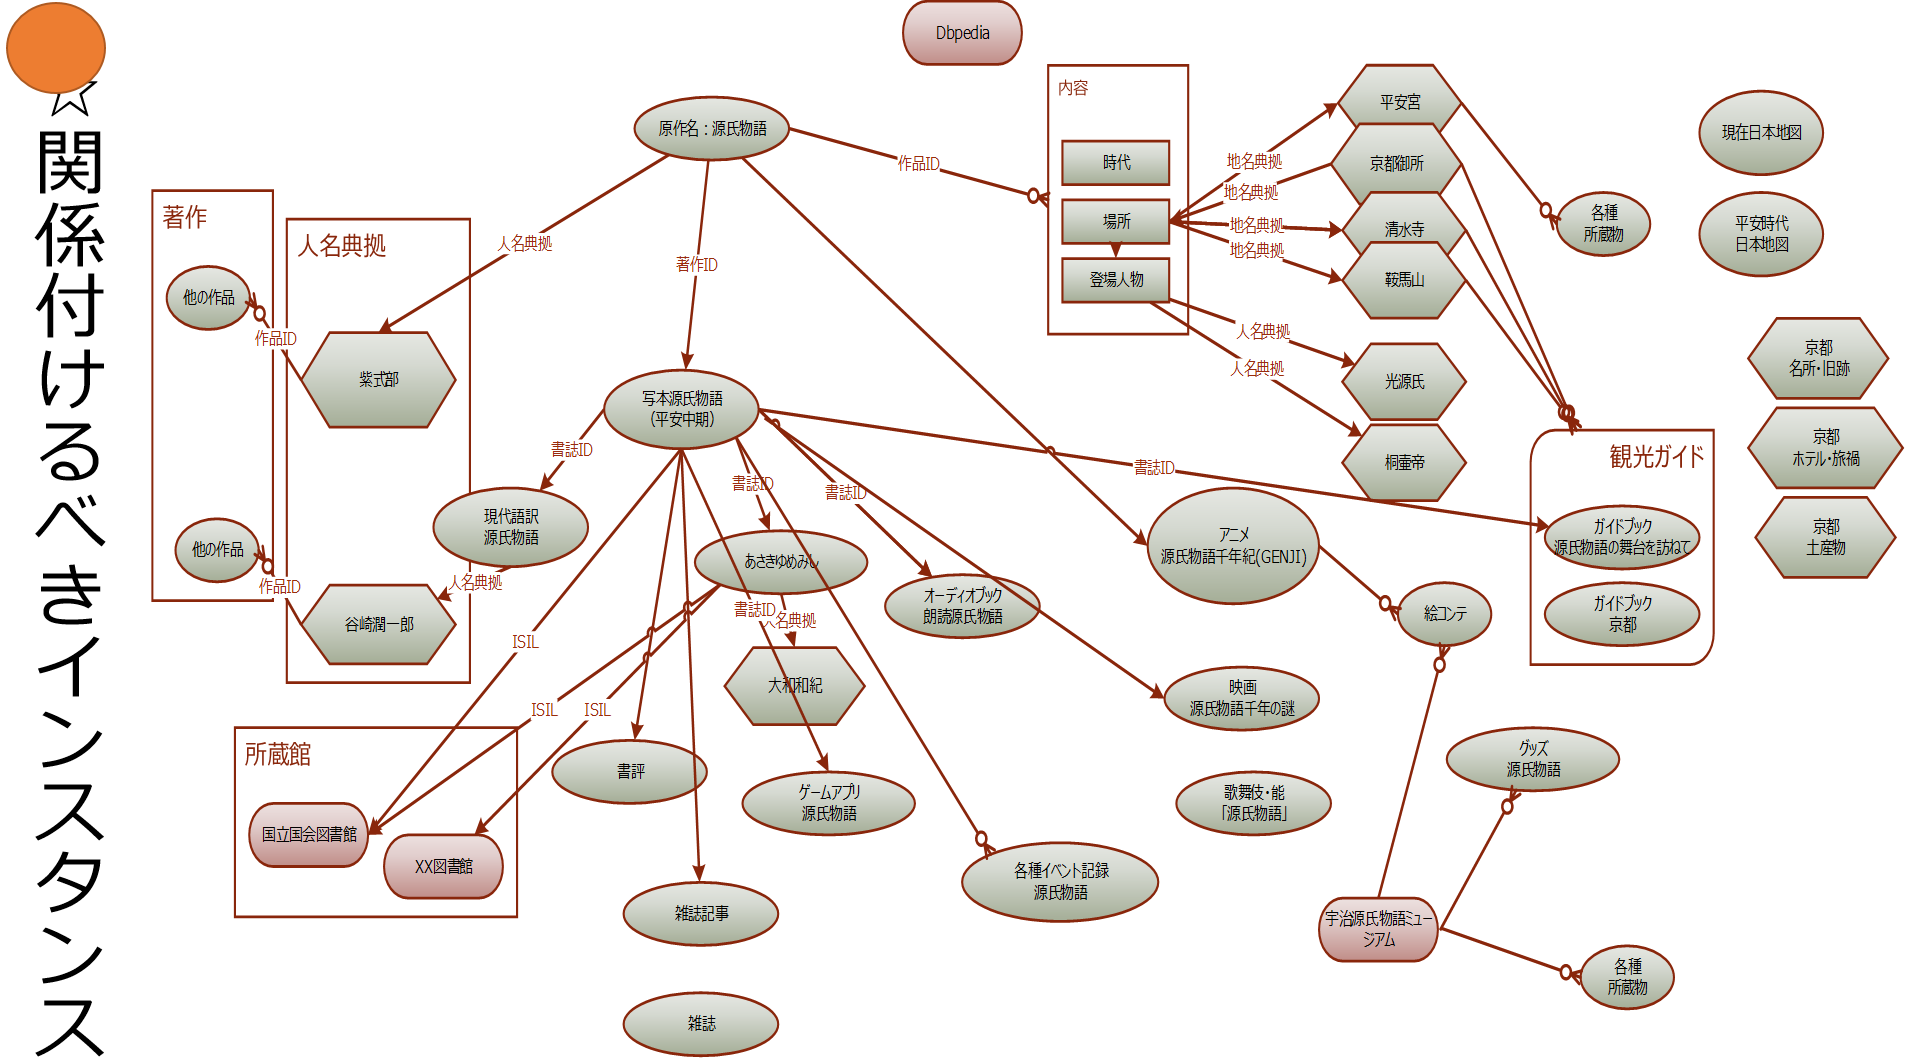 ☆関係付けるべきインスタンス
Dbpedia
原作名：源氏物語
作品ID
内容
時代
場所
登場人物
地名典拠
地名典拠
地名典拠
地名典拠
人名典拠
人名典拠
平安宮
京都御所
清水寺
鞍馬山
光源氏
桐壷帝
各種
所蔵物
現在日本地図
平安時代
日本地図
京都
名所・旧跡
京都
ホテル・旅禍
京都
土産物
著作
他の作品
作品ID
他の作品
作品ID
人名典拠
紫式部
谷崎潤一郎
人名典拠
著作ID
写本源氏物語
（平安中期）
書誌ID
現代語訳
源氏物語
人名典拠
書誌ID
書誌ID
書誌ID
あさきゆめみし
書誌ID
人名典拠
大和和紀
オーディオブック
朗読源氏物語
アニメ
源氏物語千年紀(GENJI)
絵コンテ
観光ガイド
ガイドブック
源氏物語の舞台を訪ねて
ガイドブック
京都
ISIL
ISIL
ISIL
所蔵館
国立国会図書館
XX図書館
書評
ゲームアプリ
源氏物語
映画
源氏物語千年の謎
歌舞伎・能
「源氏物語」
グッズ
源氏物語
各種イベント記録
源氏物語
雑誌記事
雑誌
宇治源氏物語ミュー
ジアム
各種
所蔵物